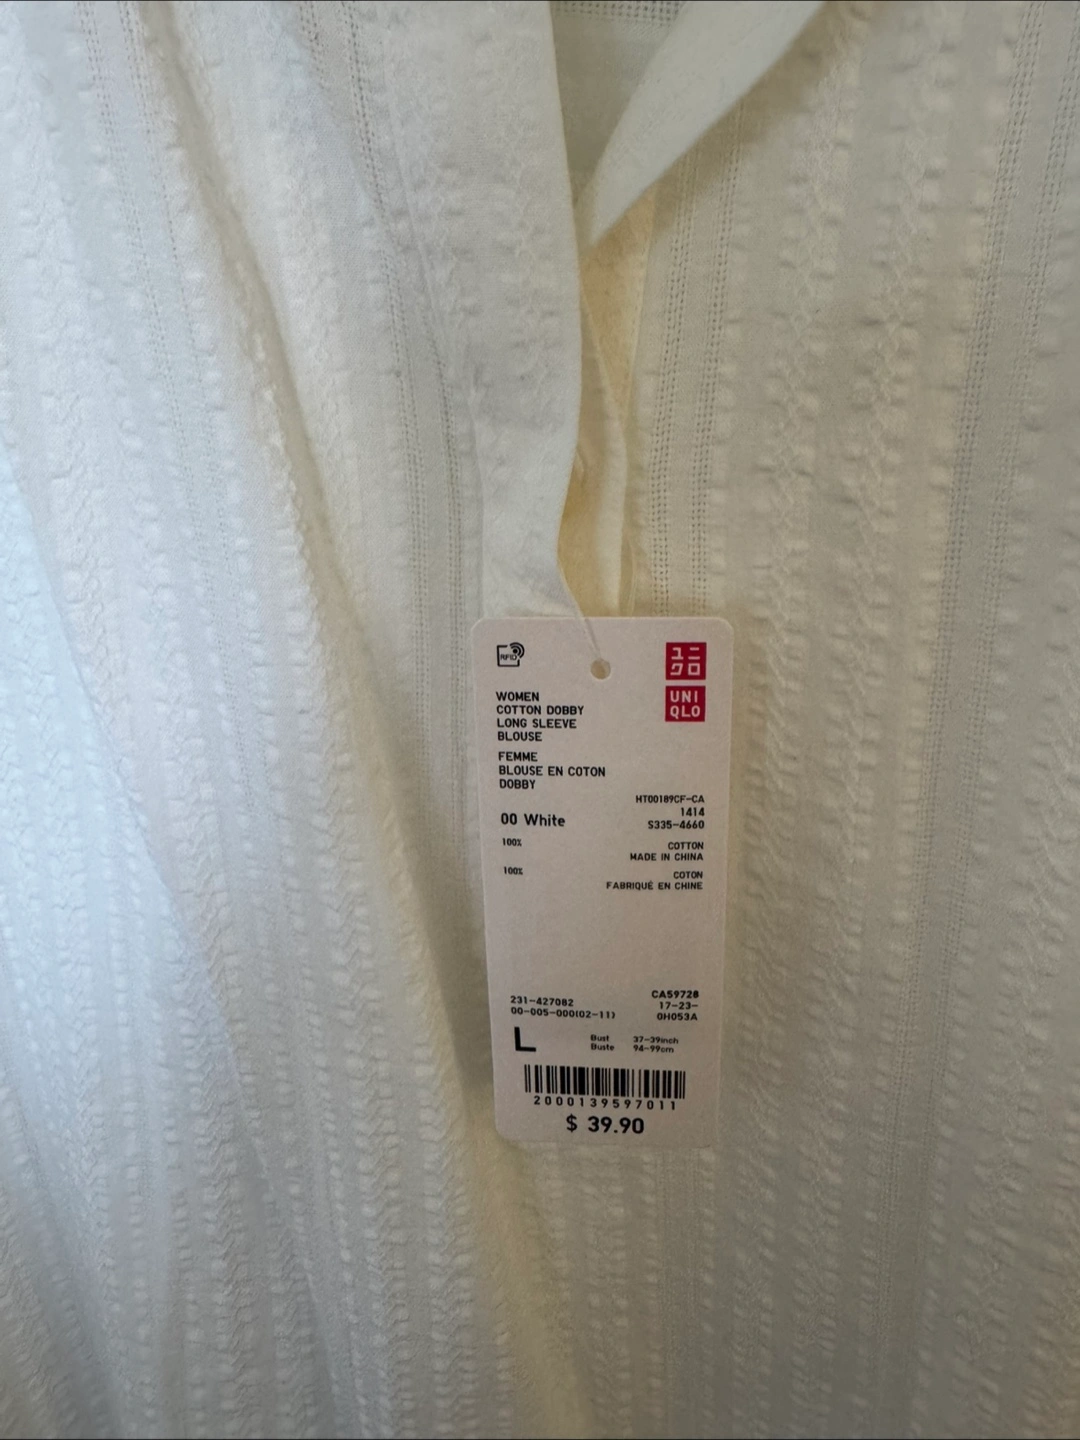 RFID
ユニ
クロ
UNI
QLO
WOMEN
COTTON DOBBY
LONG SLEEVE
BLOUSE
FEMME
BLOUSE EN COTON
DOBBY
HT00189CF-CA
1414
S335-4660
00 White
100% COTTON
MADE IN CHINA
100% COTON
FABRIQUÉ EN CHINE
231-427082
00-005-000(02-11)
CA59728
17-23-
0H053A
L
Bust 37-39inch
Buste 94-99cm
2000139597011
$ 39.90